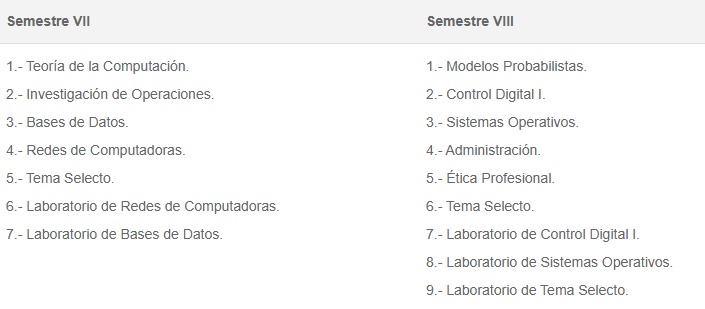 Semestre VII
Semestre VIII
1.- Teoría de la Computación.
2.- Investigación de Operaciones.
3.- Bases de Datos.
4.- Redes de Computadoras.
5.- Tema Selecto.
6.- Laboratorio de Redes de Computadoras.
7.- Laboratorio de Bases de Datos.
1.- Modelos Probabilistas.
2.- Control Digital I.
3.- Sistemas Operativos.
4.- Administración.
5.- Ética Profesional.
6.- Tema Selecto.
7.- Laboratorio de Control Digital I.
8.- Laboratorio de Sistemas Operativos.
9.- Laboratorio de Tema Selecto.